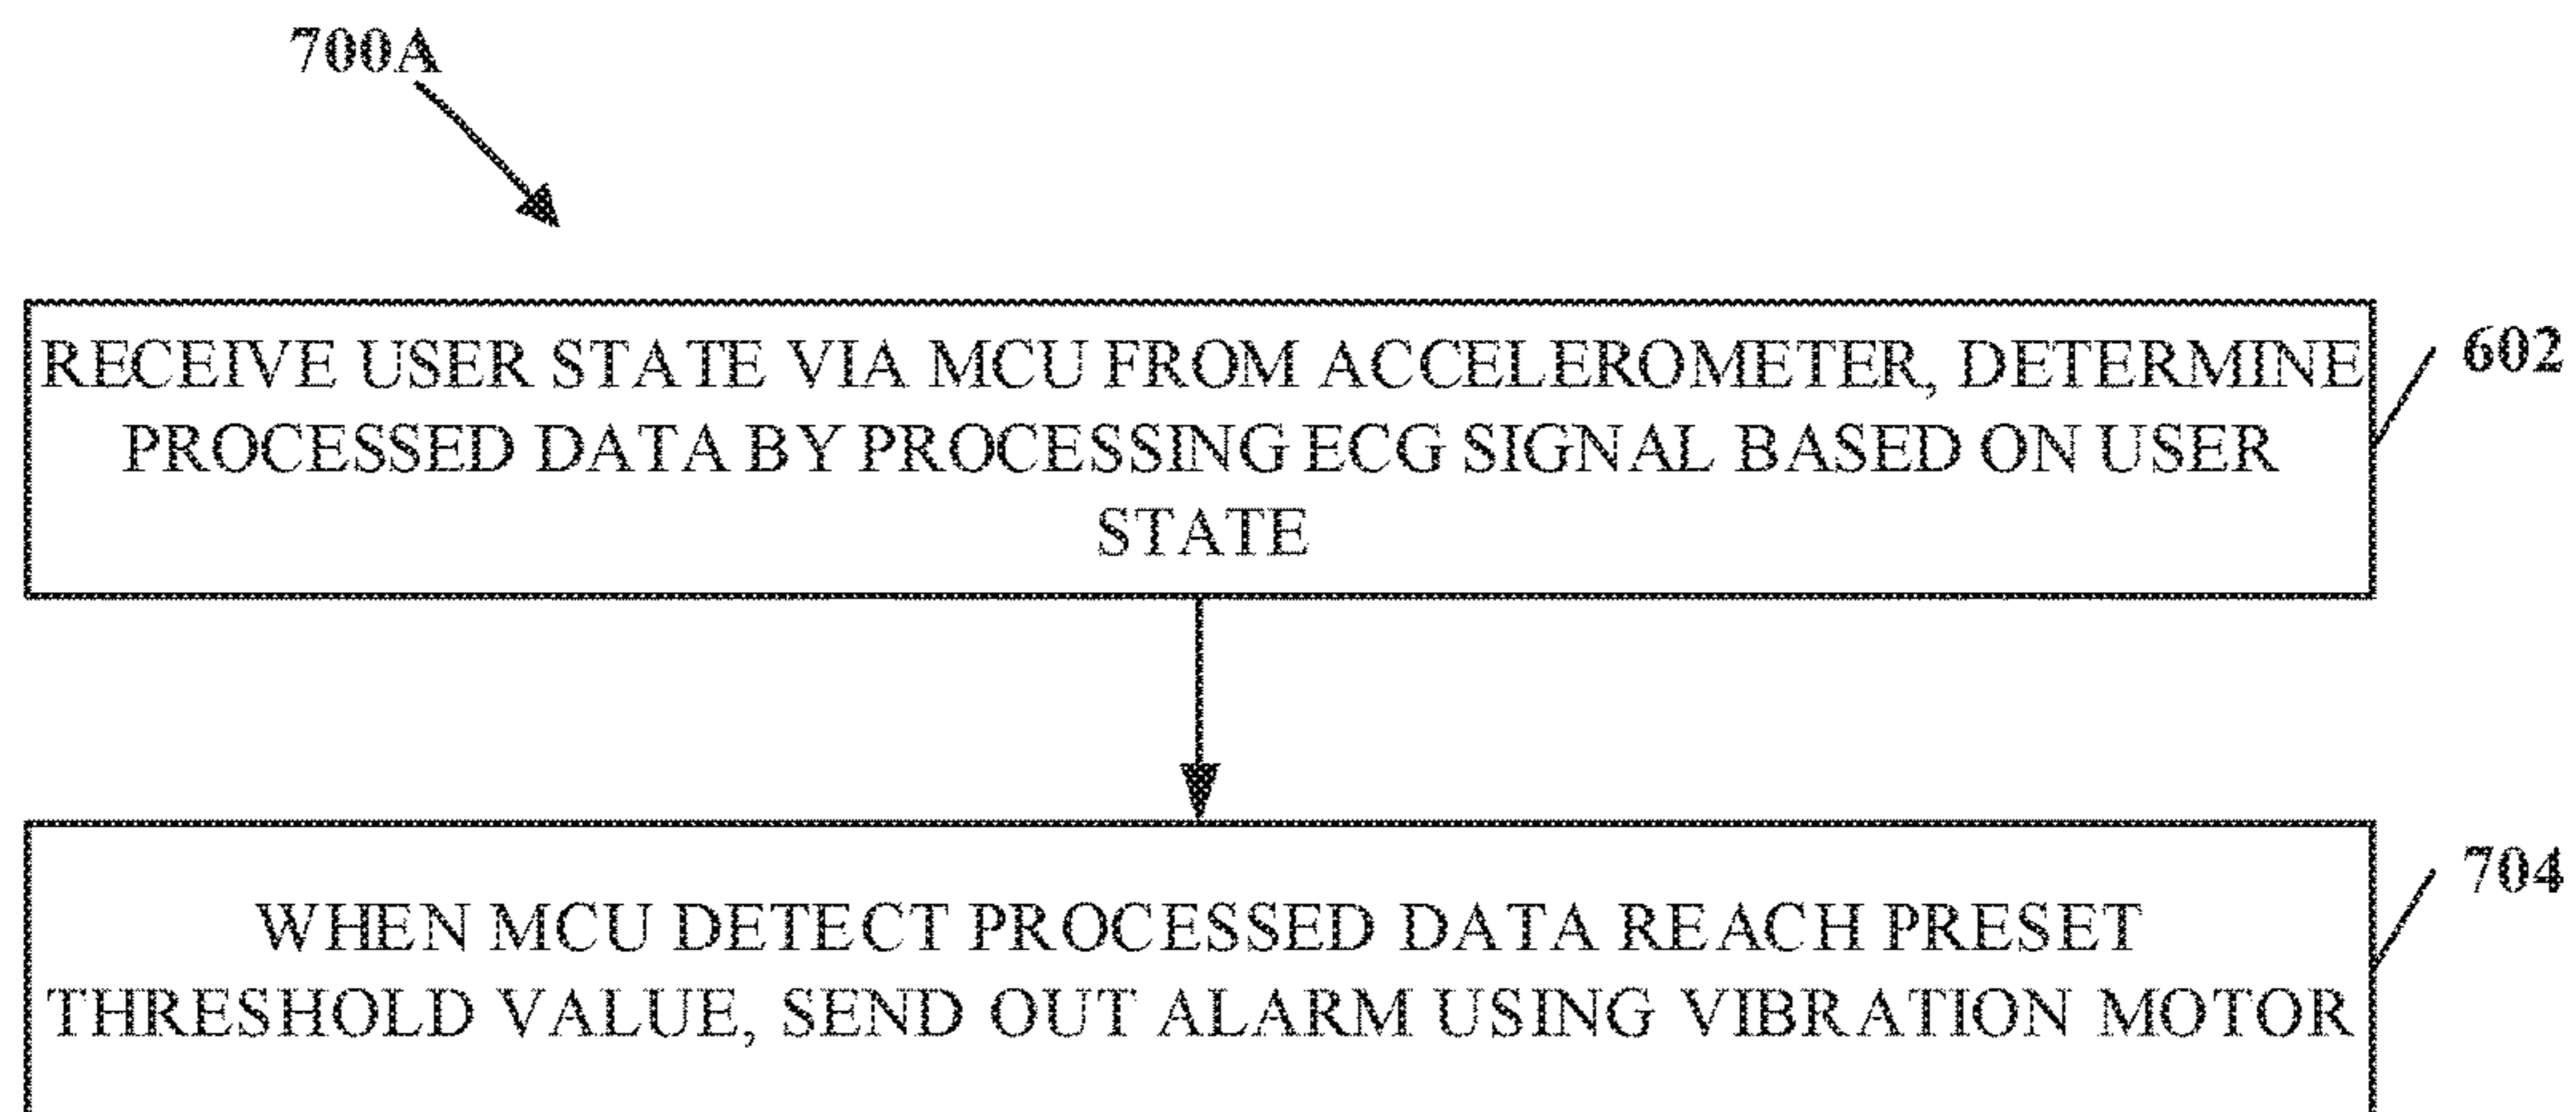 700A
RECEIVE USER STATE VIA MCU FROM ACCELEROMETER, DETERMINE
602
PROCESSED DATA BY PROCESSING ECG SIGNAL BASED ON USER
STATE
704
WHEN MCU DETECT PROCESSED DATA REACH PRESET
THRESHOLD VALUE, SEND OUT ALARM USING VIBRATION MOTOR